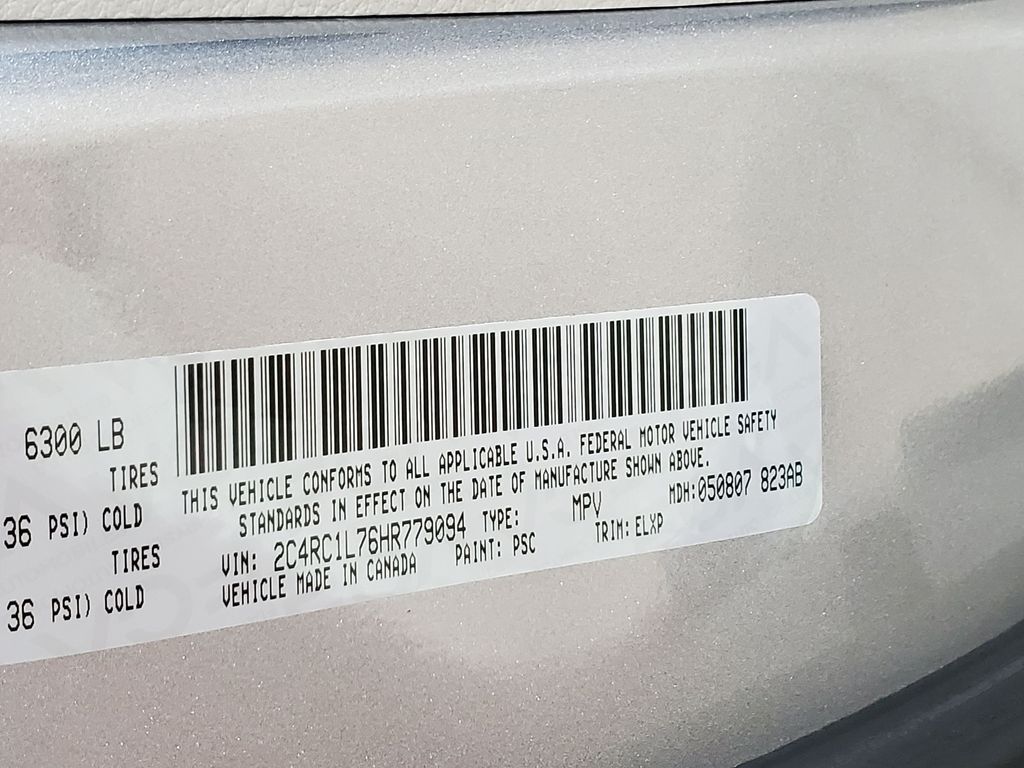 6300 LB
TIRES
36 PSI) COLD
TIRES
36 PSI) COLD
THIS VEHICLE CONFORMS TO ALL APPLICABLE U.S.A. FEDERAL MOTOR VEHICLE SAFETY
STANDARDS IN EFFECT ON THE DATE OF MANUFACTURE SHOWN ABOVE.
MDH:050807 823AB
VIN: 2C4RC1L76HR779094 TYPE: MPV
VEHICLE MADE IN CANADA PAINT: PSC TRIM: ELXP